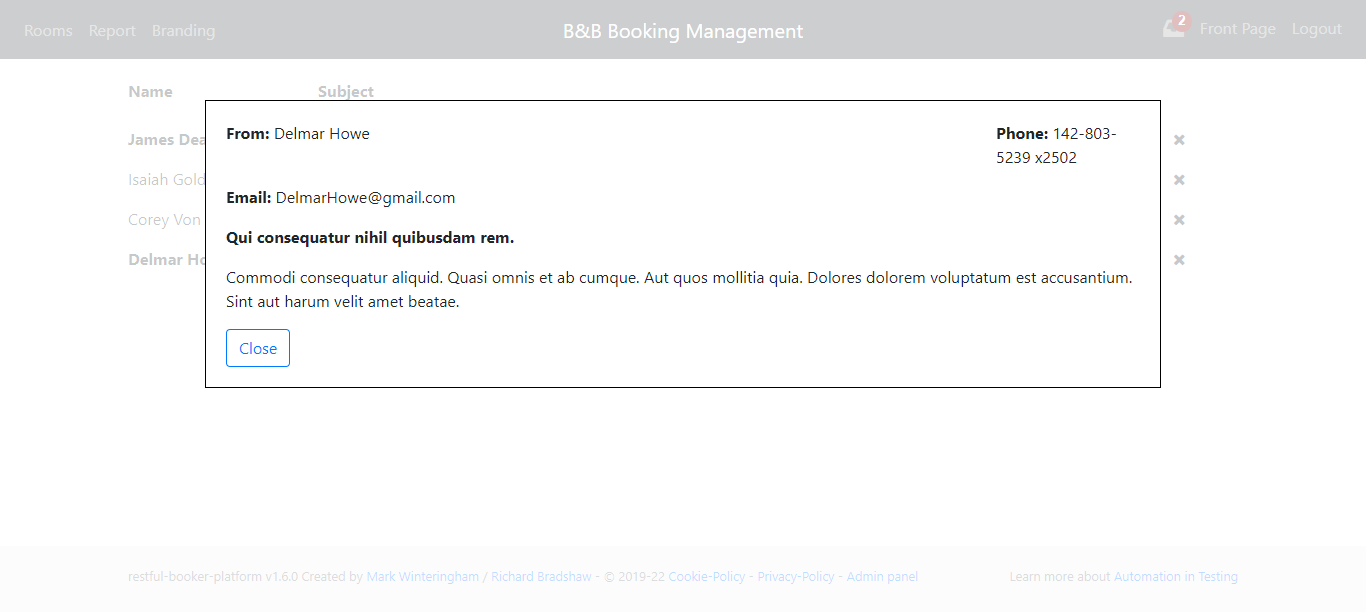 Rooms Report Branding B&B Booking Management 2 Front Page Logout
Name Subject
From: Delmar Howe Phone: 142-803-
5239 x2502
James Dea
Isaiah Gold
Email: DelmarHowe@gmail.com
Corey Von
Qui consequatur nihil quibusdam rem.
Delmar Ho
Commodi consequatur aliquid. Quasi omnis et ab cumque. Aut quos mollitia quia. Dolores dolorem voluptatum est accusantium.
Sint aut harum velit amet beatae.
Close
restful-booker-platform v1.6.0 Created by Mark Winteringham / Richard Bradshaw - © 2019-22 Cookie-Policy - Privacy-Policy - Admin panel Learn more about Automation in Testing